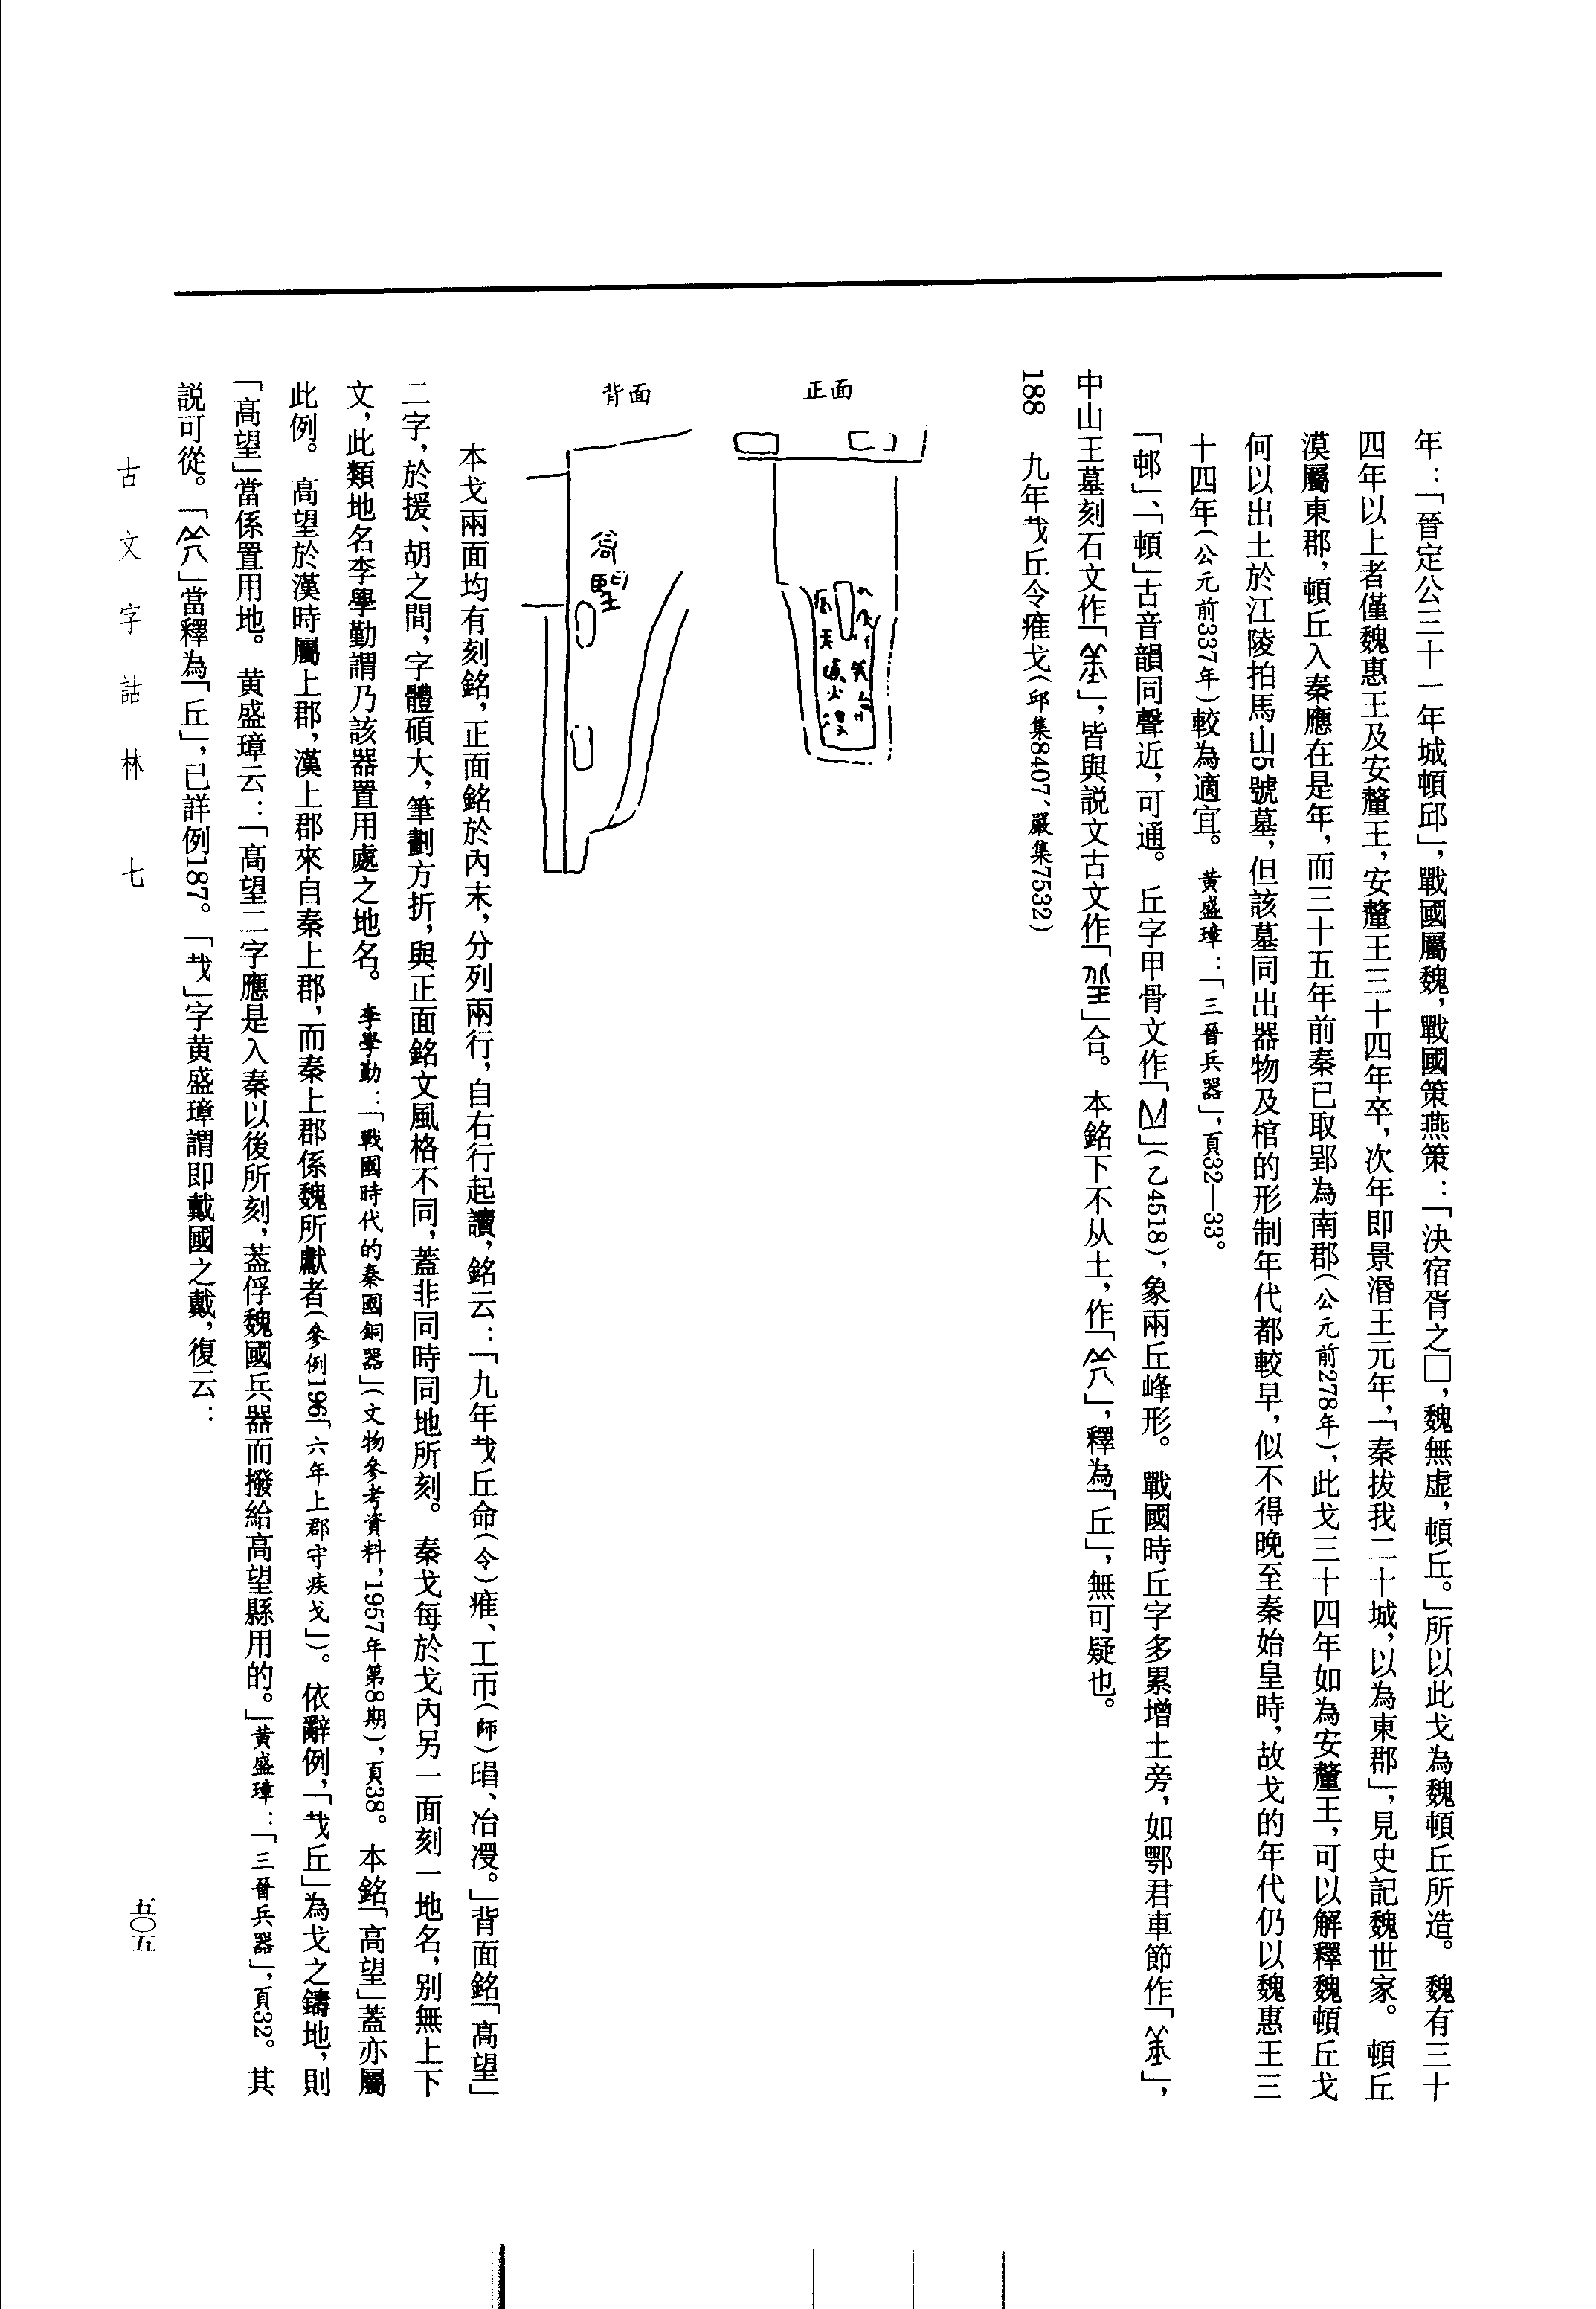 年：「晉定公三十一年城頓邱」，戰國屬魏，戰國策燕策：「決宿胥之□，魏無虛，頓丘。」所以此戈為魏頓丘所造。魏有三十
四年以上者僅魏惠王及安釐王，安釐王三十四年卒，次年即景湣王元年，「秦拔我二十城，以為東郡」，見史記魏世家。頓丘
漠屬東郡，頓丘入秦應在是年，而三十五年前秦已取郢為南郡（公元前278年），此戈三十四年如為安釐王，可以解釋魏頓丘戈
何以出土於江陵拍馬山5號墓，但該墓同出器物及棺的形制年代都較早，似不得晚至秦始皇時，故戈的年代仍以魏惠王三
十四年（公元前337年）較為適宜。黃盛璋：「三晉兵器」，頁32—33。
「邨」、「頓」古音韻同聲近，可通。丘字甲骨文作「」（乙4518），象兩丘峰形。戰國時丘字多累增土旁，如鄂君車節作「」，
中山王墓刻石文作「」，皆與説文古文作「」合。本銘下不从土，作「」，釋為「丘」，無可疑也。
188 九年𢦏丘令㾭戈（邱集8407、嚴集7532）
正面
背面
高望
本戈兩面均有刻銘，正面銘於內末，分列兩行，自右行起讀，銘云：「九年𢦏丘命（令）㾭、工帀（師）、冶。」背面銘「高望」
二字，於援、胡之間，字體碩大，筆劃方折，與正面銘文風格不同，蓋非同時同地所刻。秦戈每於戈內另一面刻一地名，别無上下
文，此類地名李學勤謂乃該器置用處之地名。李學勤：「戰國時代的秦國銅器」（文物參考資料，1957年第8期），頁38。本銘「高望」蓋亦屬
此例。高望於漢時屬上郡，漢上郡來自秦上郡，而秦上郡係魏所獻者（參例196「六年上郡守疾戈」）。依辭例，「𢦏丘」為戈之鑄地，則
「高望」當係置用地。黃盛璋云：「高望二字應是入秦以後所刻，蓋俘魏國兵器而撥給高望縣用的。」黃盛璋：「三晉兵器」，頁32。其
説可從。「」當釋為「丘」，已詳例187。「𢦏」字黃盛璋謂即戴國之戴，復云：
古文字詁林 七
五〇五